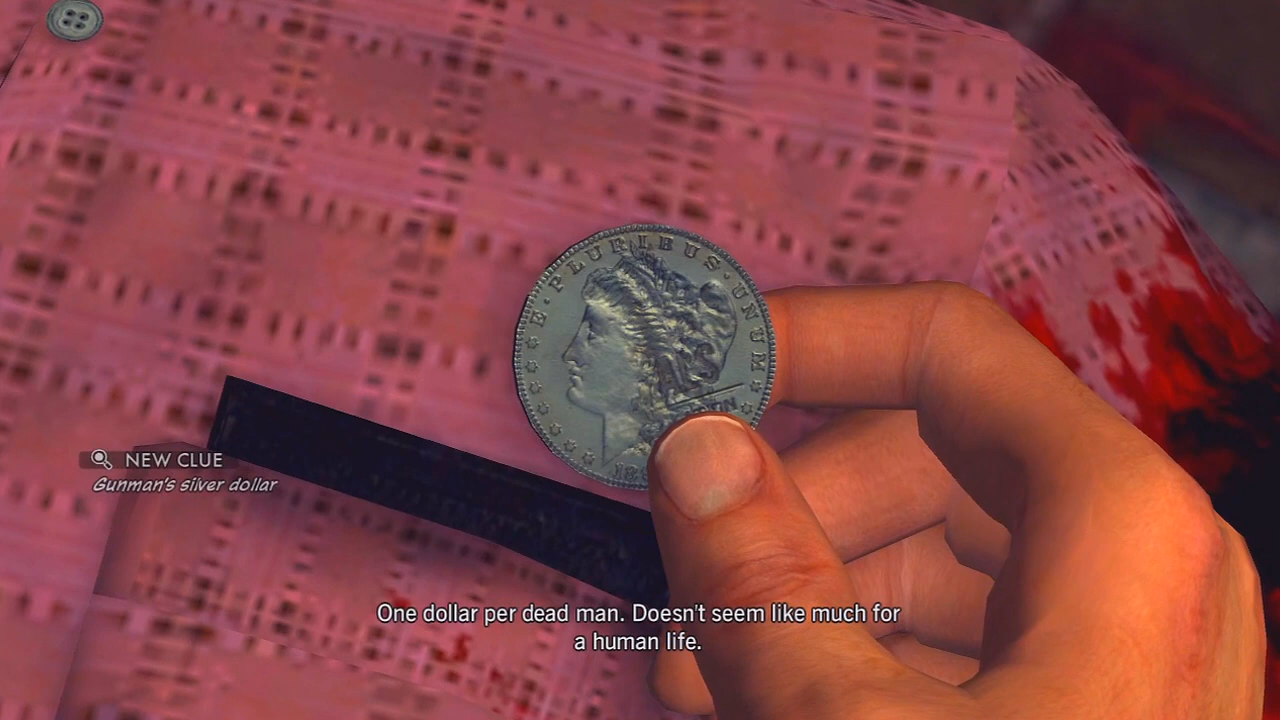 E·PLURIBUS·UNUM
NEW CLUE
Gunman's silver dollar
One dollar per dead man. Doesn't seem like much for
a human life.